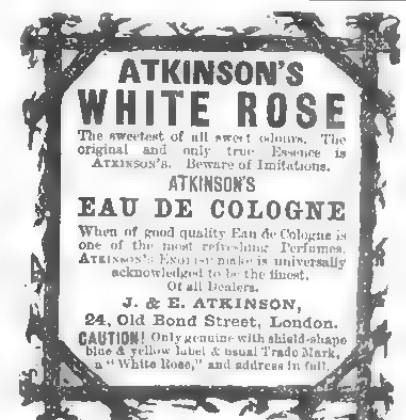 ATKINSON'S
WHITE ROSE
The sweetest of all sweet odours. The
original and only true Essence is
ATKINSON'S. Beware of Imitations.
ATKINSON'S
EAU DE COLOGNE
When of good quality Eau de Cologne is
one of the most refreshing Perfumes.
ATKINSON'S ENGLISH make is universally
acknowledged to be the finest.
Of all Dealers.
J. & E. ATKINSON,
24, Old Bond Street, London.
CAUTION! Only genuine with shield-shape
blue & yellow label & usual Trade Mark,
a "White Rose," and address in full.